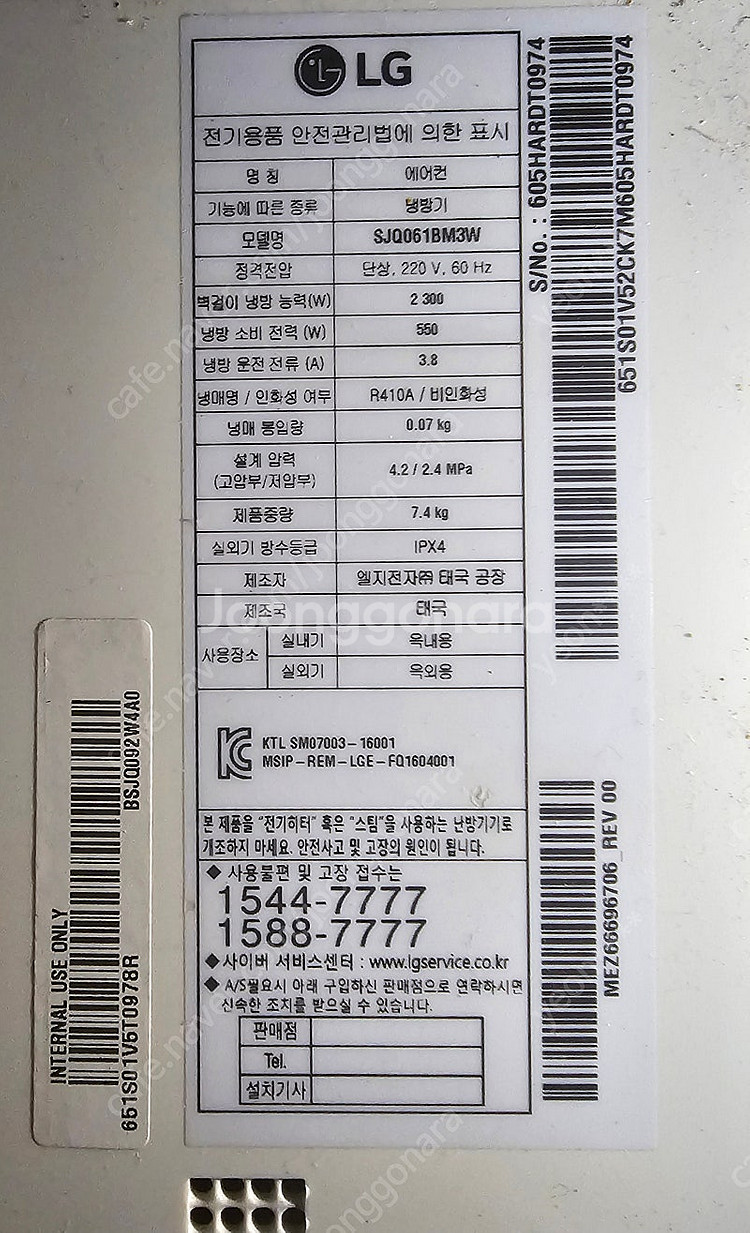 LG
전기용품 안전관리법에 의한 표시
명 칭 에어컨
기능에 따른 종류 냉방기
모델명 SJQ061BM3W
정격전압 단상, 220 V, 60 Hz
벽걸이 냉방 능력(W) 2 300
냉방 소비 전력 (W) 550
냉방 운전 전류 (A) 3.8
냉매명 / 인화성 여부 R410A / 비인화성
냉매 봉입량 0.07 kg
설계 압력
(고압부/저압부) 4.2 / 2.4 MPa
제품중량 7.4 kg
실외기 방수등급 IPX4
제조자 엘지전자㈜ 태국 공장
제조국 태국
사용장소 실내기 옥내용
실외기 옥외용
KTL SM07003-16001
MSIP-REM-LGE-FQ1604001
본 제품을 "전기히터" 혹은 "스팀"을 사용하는 난방기기로
개조하지 마세요. 안전사고 및 고장의 원인이 됩니다.
◆ 사용불편 및 고장 접수는
1544-7777
1588-7777
◆ 사이버 서비스센터 : www.lgservice.co.kr
◆ A/S필요시 아래 구입하신 판매점으로 연락하시면
신속한 조치를 받으실 수 있습니다.
판매점
Tel.
설치기사
S/No. : 605HARDT0974
651S01V52CK7M605HARDT0974
MEZ66696706_REV 00
INTERNAL USE ONLY
BSJQ092W4A0
651S01V5T0978R
Joonggonara
cafe.naver.com/joonggonara